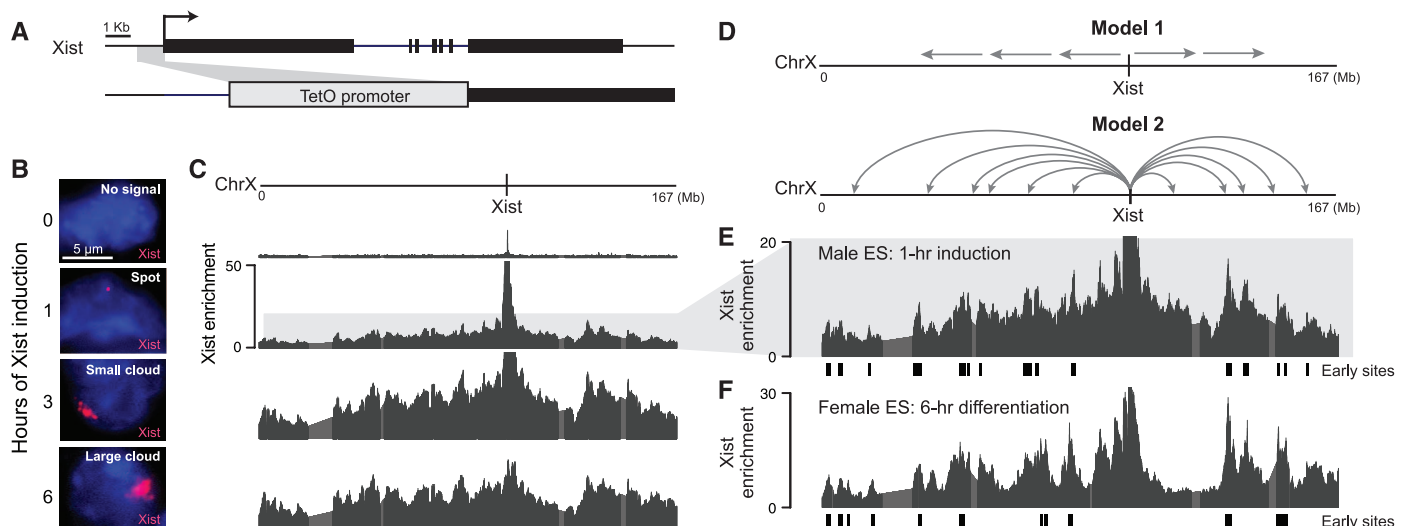 A
1 Kb
Xist
TetO promoter
B
Hours of Xist induction
0
No signal
5 µm
Xist
1
Spot
Xist
3
Small cloud
Xist
6
Large cloud
Xist
C
ChrX
0
167 (Mb)
Xist
Xist enrichment
50
0
D
Model 1
ChrX
0
167 (Mb)
Xist
Model 2
ChrX
0
167 (Mb)
Xist
E
Male ES: 1-hr induction
Xist
enrichment
20
0
Early sites
F
Female ES: 6-hr differentiation
Xist
enrichment
30
0
Early sites